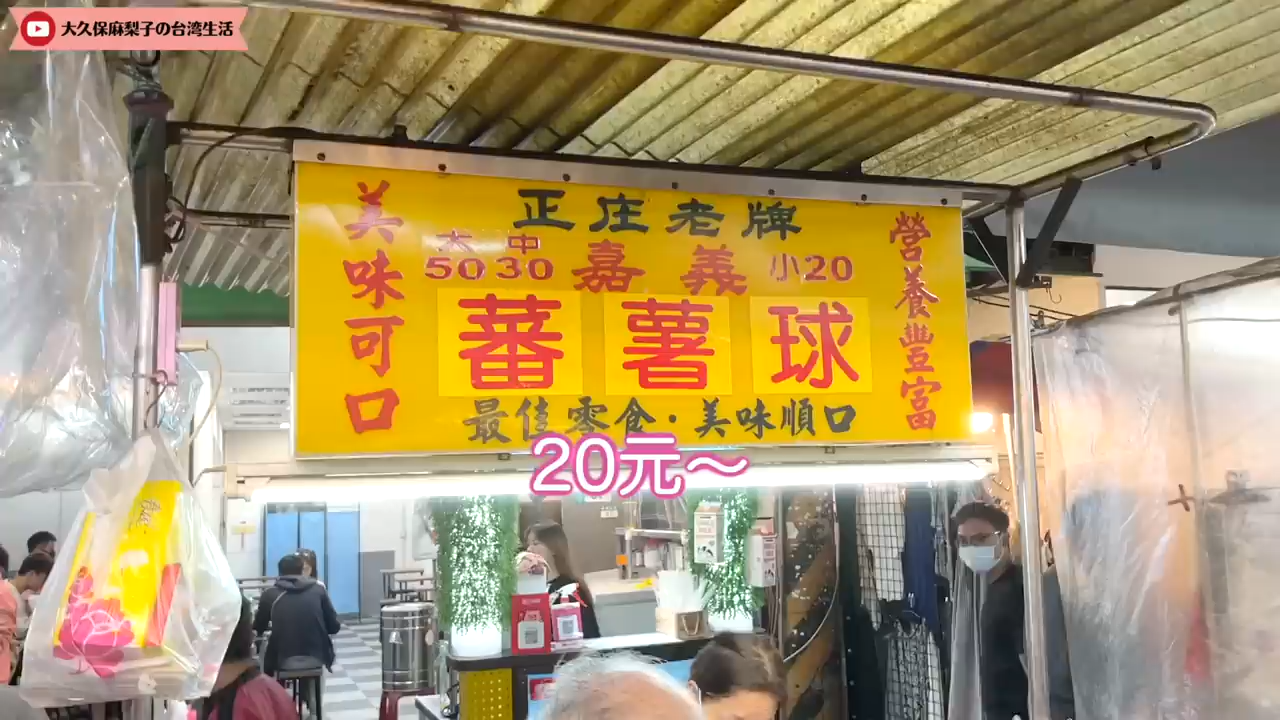 大久保麻梨子の台湾生活
正庄老牌
美味可口
大 中
50 30
嘉義
小20
營養豐富
蕃薯球
最佳零食·美味順口
20元〜